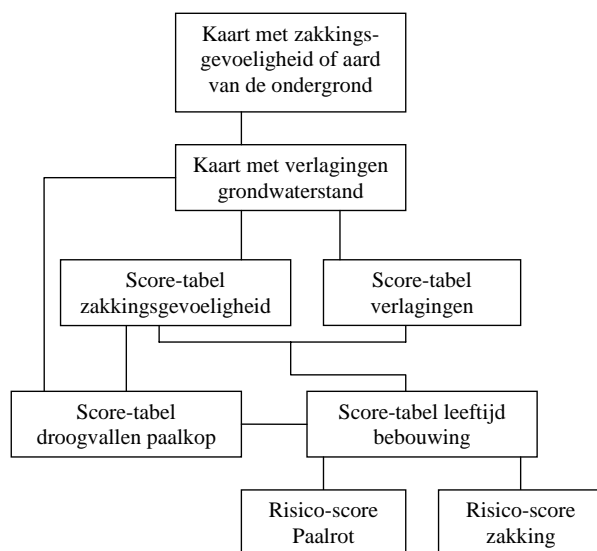 Kaart met zakkings-
gevoeligheid of aard
van de ondergrond
Kaart met verlagingen
grondwaterstand
Score-tabel
zakkingsgevoeligheid
Score-tabel
verlagingen
Score-tabel
droogvallen paalkop
Score-tabel leeftijd
bebouwing
Risico-score
Paalrot
Risico-score
zakking